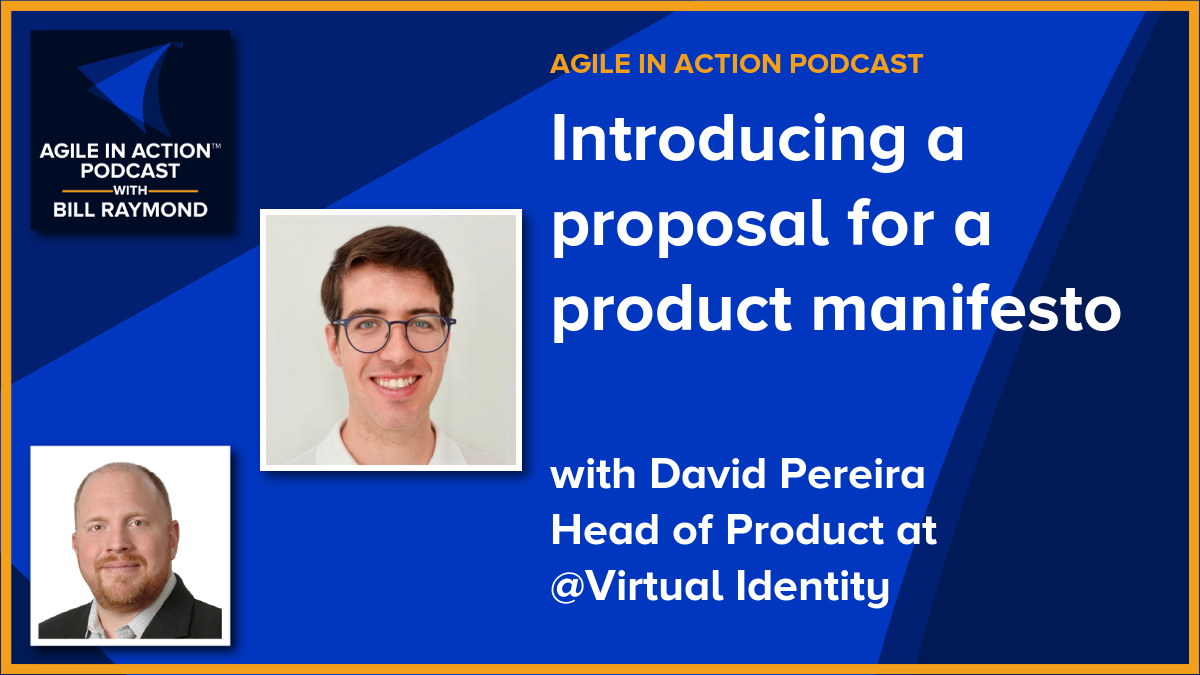 AGILE IN ACTION™
PODCAST
WITH
BILL RAYMOND
AGILE IN ACTION PODCAST
Introducing a
proposal for a
product manifesto
with David Pereira
Head of Product at
@Virtual Identity